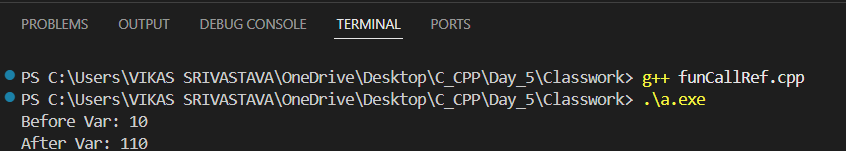 PROBLEMS OUTPUT DEBUG CONSOLE TERMINAL PORTS
PS C:\Users\VIKAS SRIVASTAVA\OneDrive\Desktop\C_CPP\Day_5\Classwork> g++ funCallRef.cpp
PS C:\Users\VIKAS SRIVASTAVA\OneDrive\Desktop\C_CPP\Day_5\Classwork> .\a.exe
Before Var: 10
After Var: 110